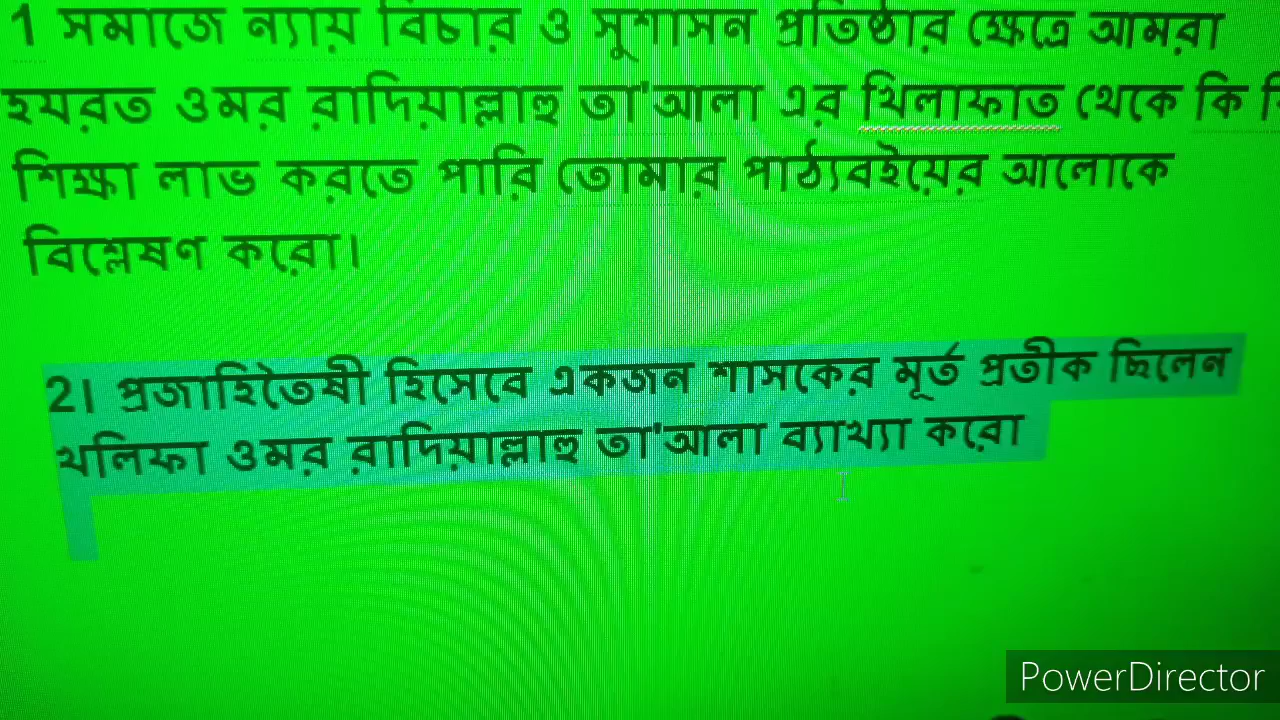 1 সমাজে ন্যায় বিচার ও সুশাসন প্রতিষ্ঠার ক্ষেত্রে আমরা
হযরত ওমর রাদিয়াল্লাহু তা'আলা এর খিলাফাত থেকে কি
শিক্ষা লাভ করতে পারি তোমার পাঠ্যবইয়ের আলোকে
বিশ্লেষণ করো।
2। প্রজাহিতৈষী হিসেবে একজন শাসকের মূর্ত প্রতীক ছিলেন
খলিফা ওমর রাদিয়াল্লাহু তা'আলা ব্যাখ্যা করো
PowerDirector